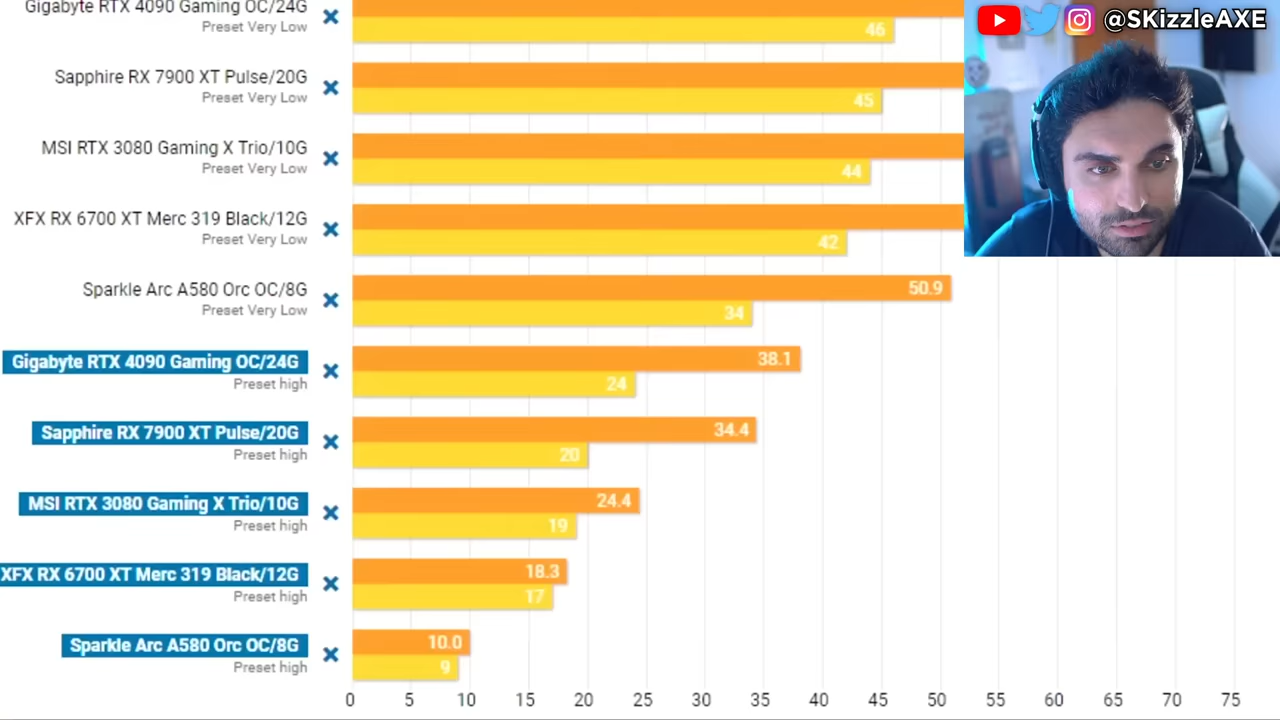 Gigabyte RTX 4090 Gaming OC/24G
Preset Very Low
46
@SKizzleAXE
Sapphire RX 7900 XT Pulse/20G
Preset Very Low
45
MSI RTX 3080 Gaming X Trio/10G
Preset Very Low
44
XFX RX 6700 XT Merc 319 Black/12G
Preset Very Low
42
Sparkle Arc A580 Orc OC/8G
Preset Very Low
50.9
34
Gigabyte RTX 4090 Gaming OC/24G
Preset high
38.1
24
Sapphire RX 7900 XT Pulse/20G
Preset high
34.4
20
MSI RTX 3080 Gaming X Trio/10G
Preset high
24.4
19
XFX RX 6700 XT Merc 319 Black/12G
Preset high
18.3
17
Sparkle Arc A580 Orc OC/8G
Preset high
10.0
9
0 5 10 15 20 25 30 35 40 45 50 55 60 65 70 75